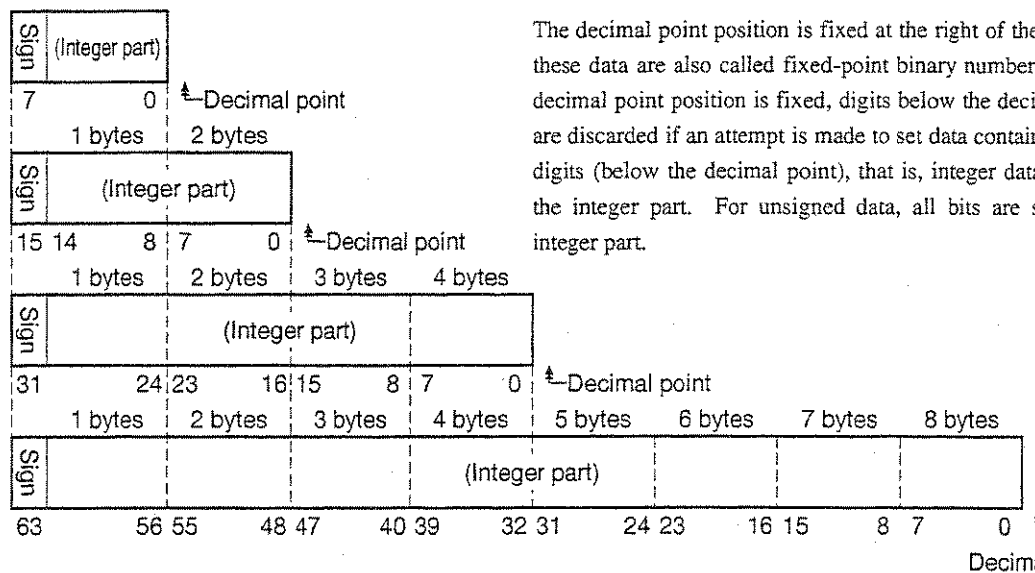 Sign (Integer part)
7 0 Decimal point
1 bytes 2 bytes
Sign (Integer part)
15 14 8 7 0 Decimal point
1 bytes 2 bytes 3 bytes 4 bytes
Sign (Integer part)
31 24 23 16 15 8 7 0 Decimal point
1 bytes 2 bytes 3 bytes 4 bytes 5 bytes 6 bytes 7 bytes 8 bytes
Sign (Integer part)
63 56 55 48 47 40 39 32 31 24 23 16 15 8 7 0
Decima
The decimal point position is fixed at the right of the
these data are also called fixed-point binary number
decimal point position is fixed, digits below the deci
are discarded if an attempt is made to set data contain
digits (below the decimal point), that is, integer data
the integer part. For unsigned data, all bits are s
integer part.